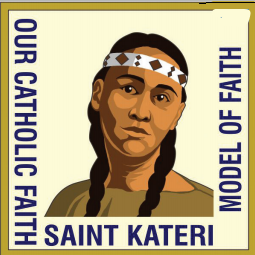 OUR CATHOLIC FAITH
MODEL OF FAITH
SAINT KATERI